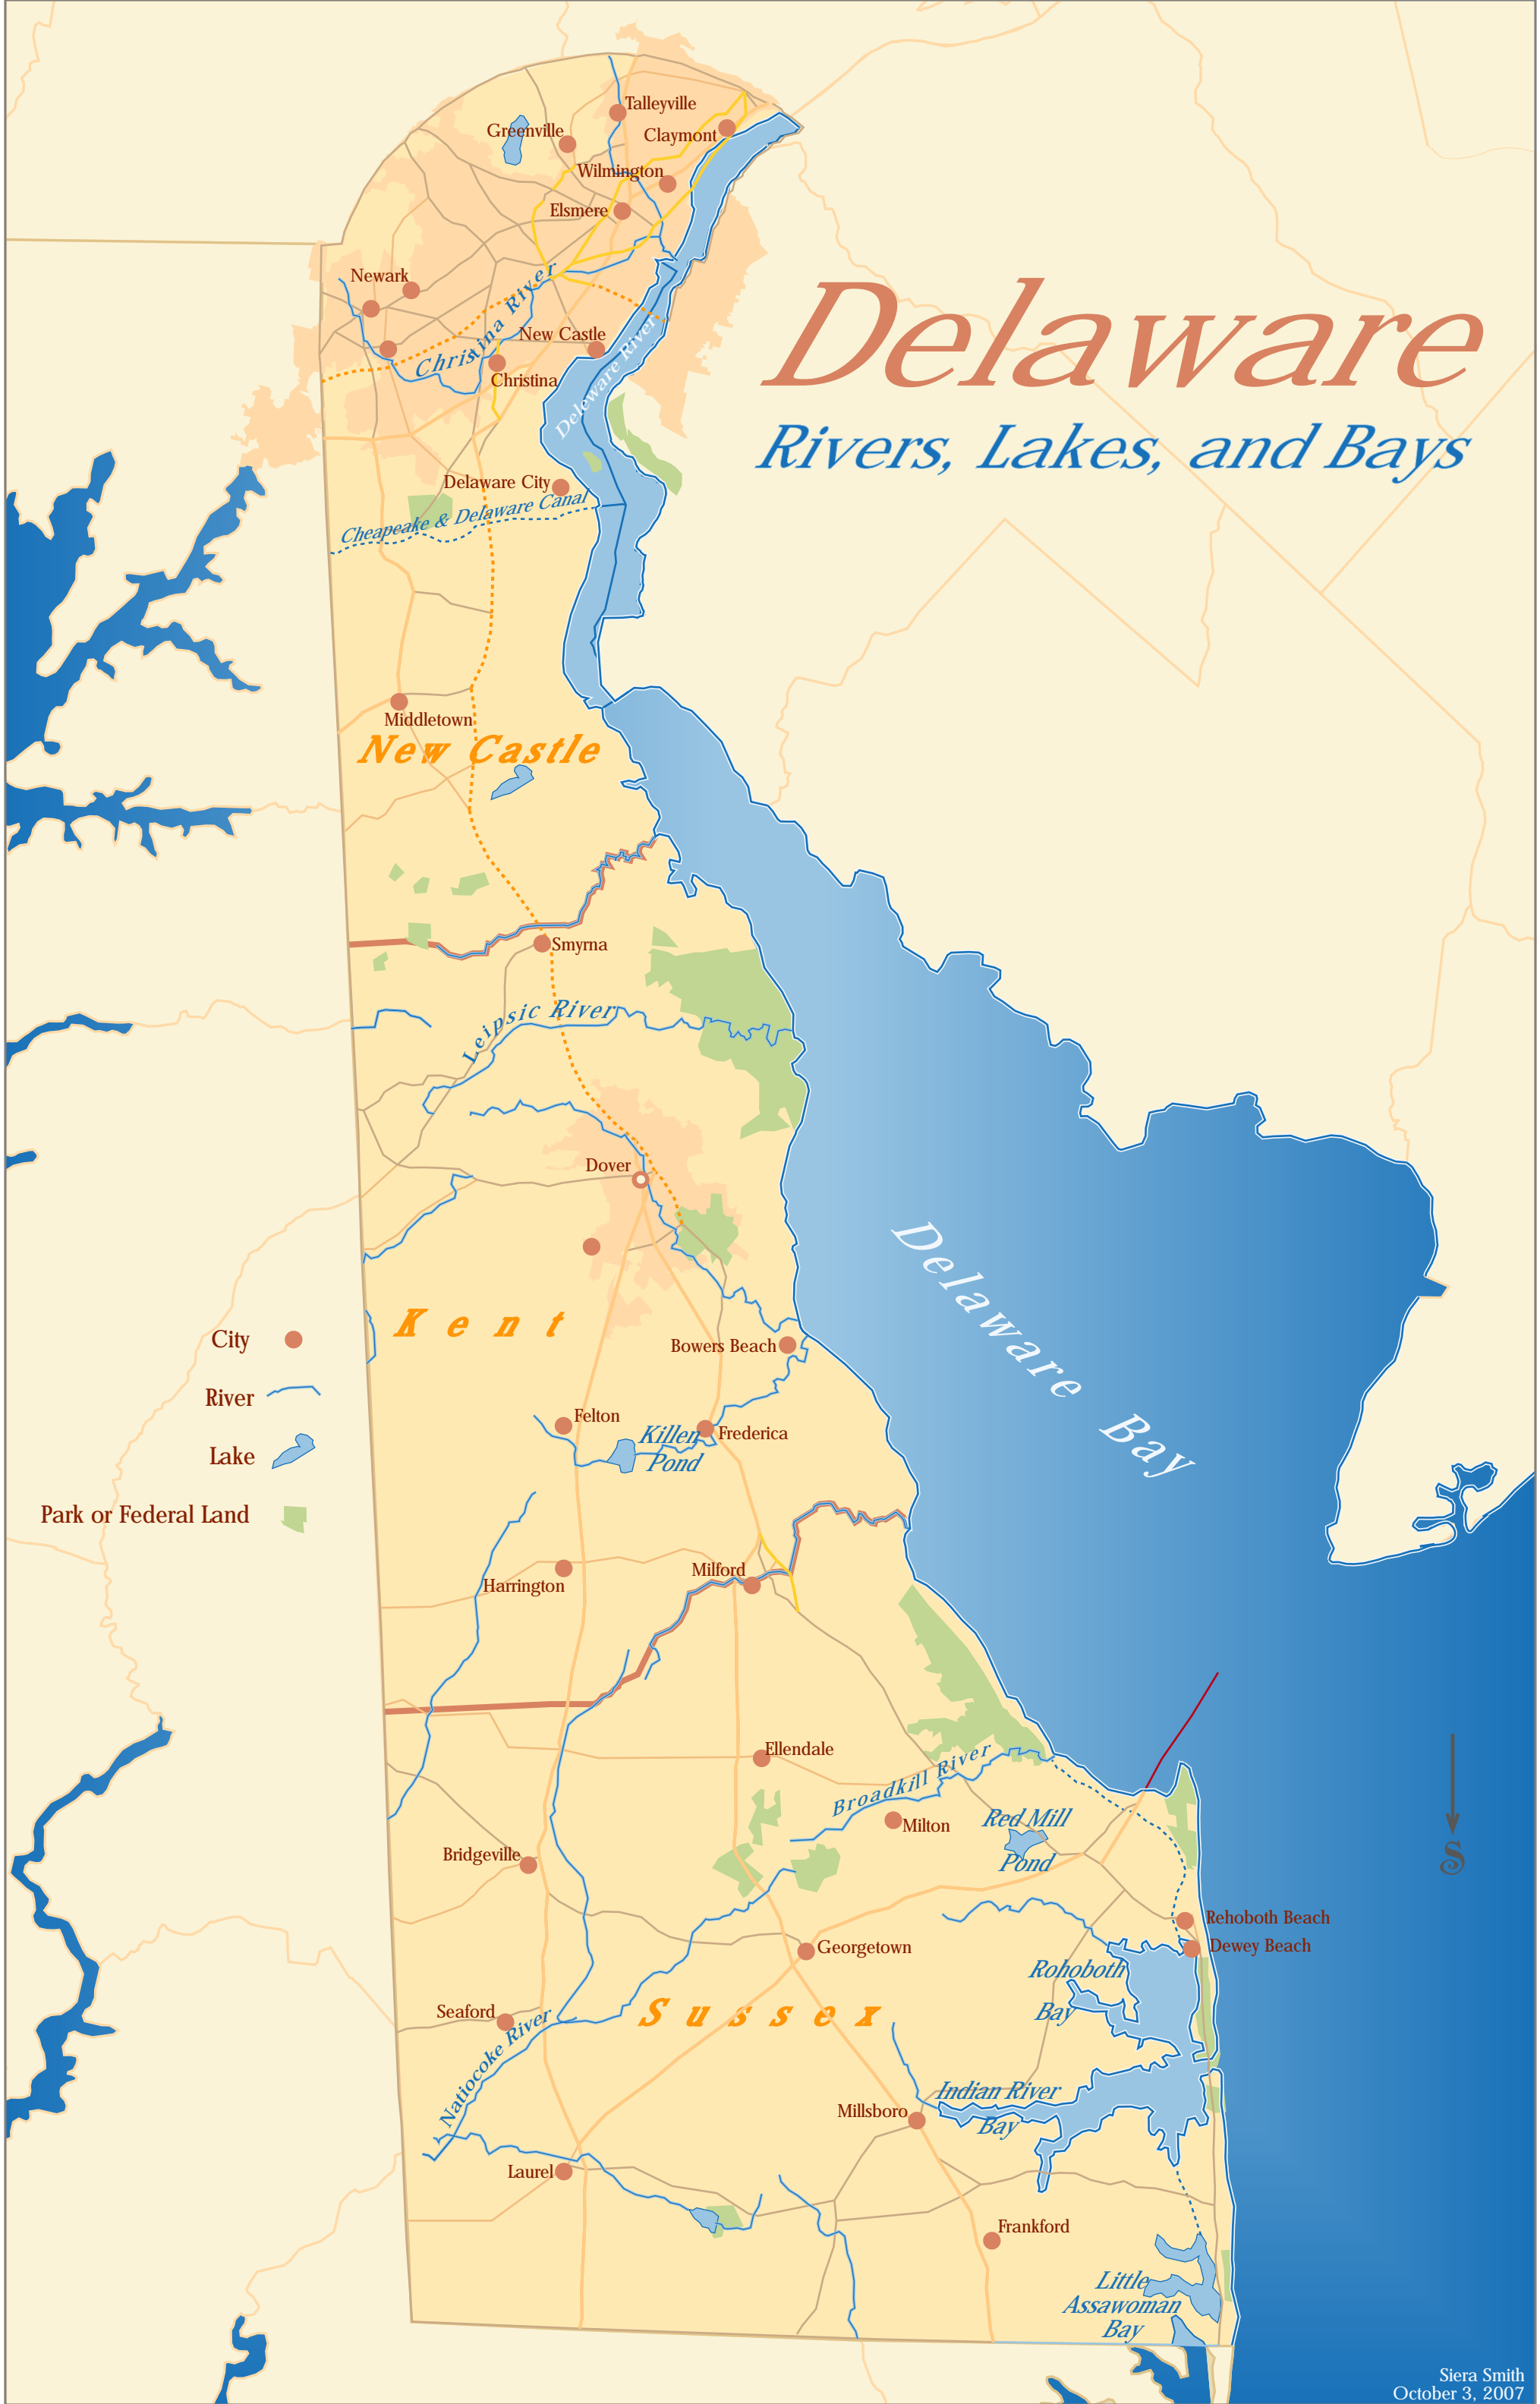 Talleyville
Greenville
Claymont
Wilmington
Elsmere
Newark
Christina River
New Castle
Christina
Deleware River
Delaware
Rivers, Lakes, and Bays
Delaware City
Cheapeake & Delaware Canal
Middletown
New Castle
Smyrna
Leipsic River
Dover
Delaware Bay
Kent
City
River
Lake
Park or Federal Land
Bowers Beach
Felton
Killen
Pond
Frederica
Harrington
Milford
Ellendale
Broadkill River
Milton
Red Mill
Pond
Bridgeville
S
Rehoboth Beach
Dewey Beach
Georgetown
Rohoboth
Bay
Seaford
Sussex
Natiocoke River
Indian River
Bay
Millsboro
Laurel
Frankford
Little
Assawoman
Bay
Siera Smith
October 3, 2007